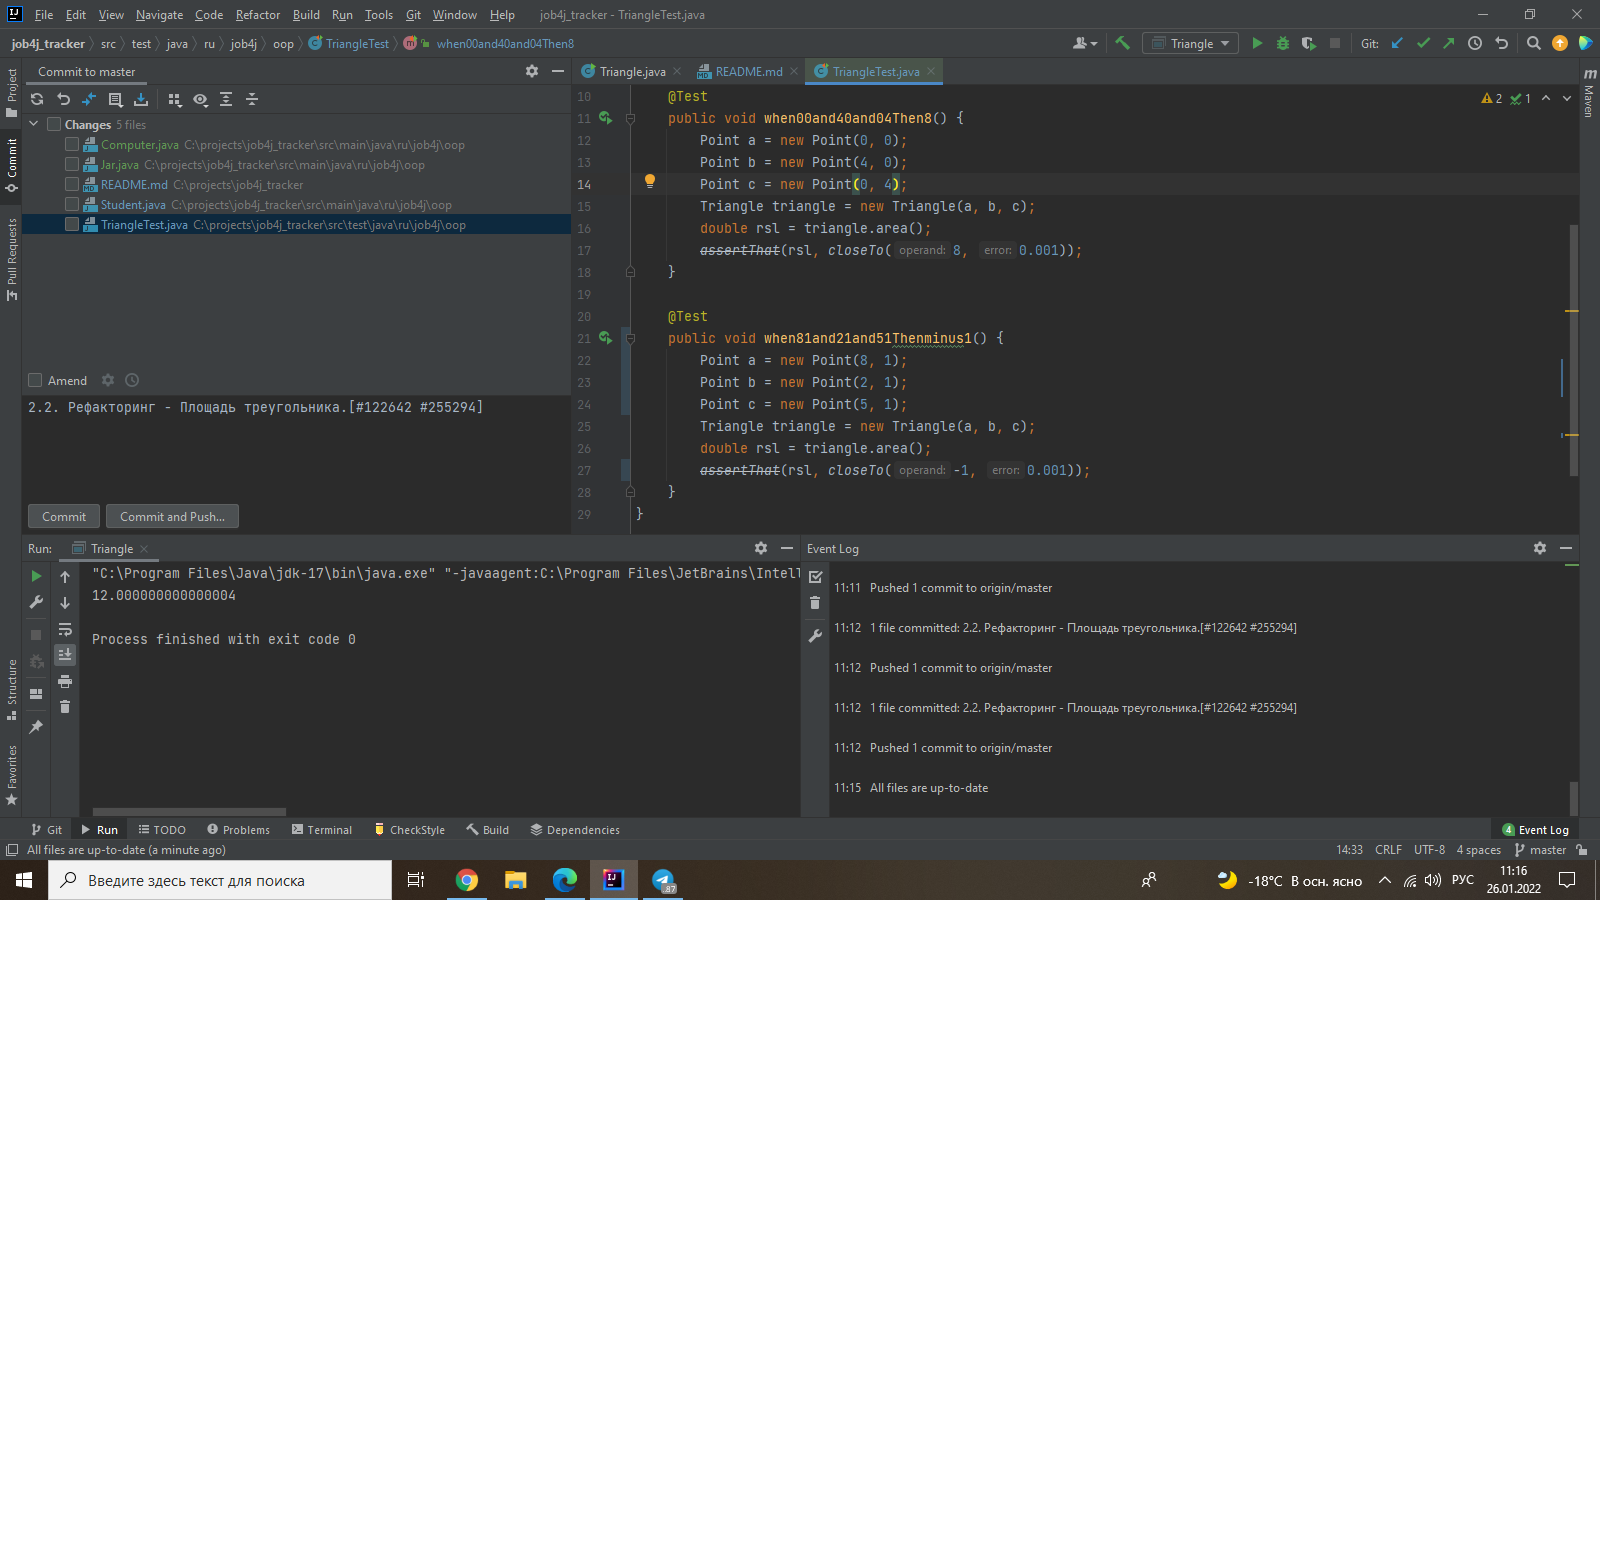 File Edit View Navigate Code Refactor Build Run Tools Git Window Help job4j_tracker - TriangleTest.java
job4j_tracker src test java ru job4j oop TriangleTest when00and40and04Then8 Triangle Git:
Project
Commit
Pull Requests
Structure
Favorites
Maven
Commit to master
Changes 5 files
Computer.java C:\projects\job4j_tracker\src\main\java\ru\job4j\oop
Jar.java C:\projects\job4j_tracker\src\main\java\ru\job4j\oop
README.md C:\projects\job4j_tracker
Student.java C:\projects\job4j_tracker\src\main\java\ru\job4j\oop
TriangleTest.java C:\projects\job4j_tracker\src\test\java\ru\job4j\oop
Amend
2.2. Рефакторинг - Площадь треугольника.[#122642 #255294]
Commit Commit and Push...
Triangle.java README.md TriangleTest.java
2 1
10 @Test
11 public void when00and40and04Then8() {
12 Point a = new Point(0, 0);
13 Point b = new Point(4, 0);
14 Point c = new Point(0, 4);
15 Triangle triangle = new Triangle(a, b, c);
16 double rsl = triangle.area();
17 assertThat(rsl, closeTo( operand: 8, error: 0.001));
18 }
19
20 @Test
21 public void when81and21and51Thenminus1() {
22 Point a = new Point(8, 1);
23 Point b = new Point(2, 1);
24 Point c = new Point(5, 1);
25 Triangle triangle = new Triangle(a, b, c);
26 double rsl = triangle.area();
27 assertThat(rsl, closeTo( operand: -1, error: 0.001));
28 }
29 }
Run: Triangle
"C:\Program Files\Java\jdk-17\bin\java.exe" "-javaagent:C:\Program Files\JetBrains\Intell
12.000000000000004
Process finished with exit code 0
Event Log
11:11 Pushed 1 commit to origin/master
11:12 1 file committed: 2.2. Рефакторинг - Площадь треугольника.[#122642 #255294]
11:12 Pushed 1 commit to origin/master
11:12 1 file committed: 2.2. Рефакторинг - Площадь треугольника.[#122642 #255294]
11:12 Pushed 1 commit to origin/master
11:15 All files are up-to-date
Git Run TODO Problems Terminal CheckStyle Build Dependencies 4 Event Log
All files are up-to-date (a minute ago) 14:33 CRLF UTF-8 4 spaces master
Введите здесь текст для поиска .87 -18°C В осн. ясно РУС 11:16
26.01.2022